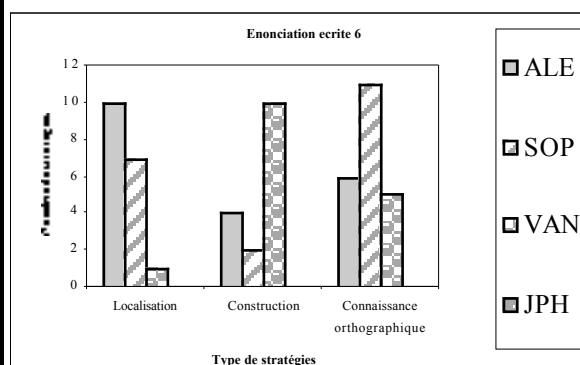 Enonciation ecrite 6
12
10
8
6
4
2
0
Localisation
Construction
Connaissance
orthographique
Type de stratégies
ALE
SOP
VAN
JPH